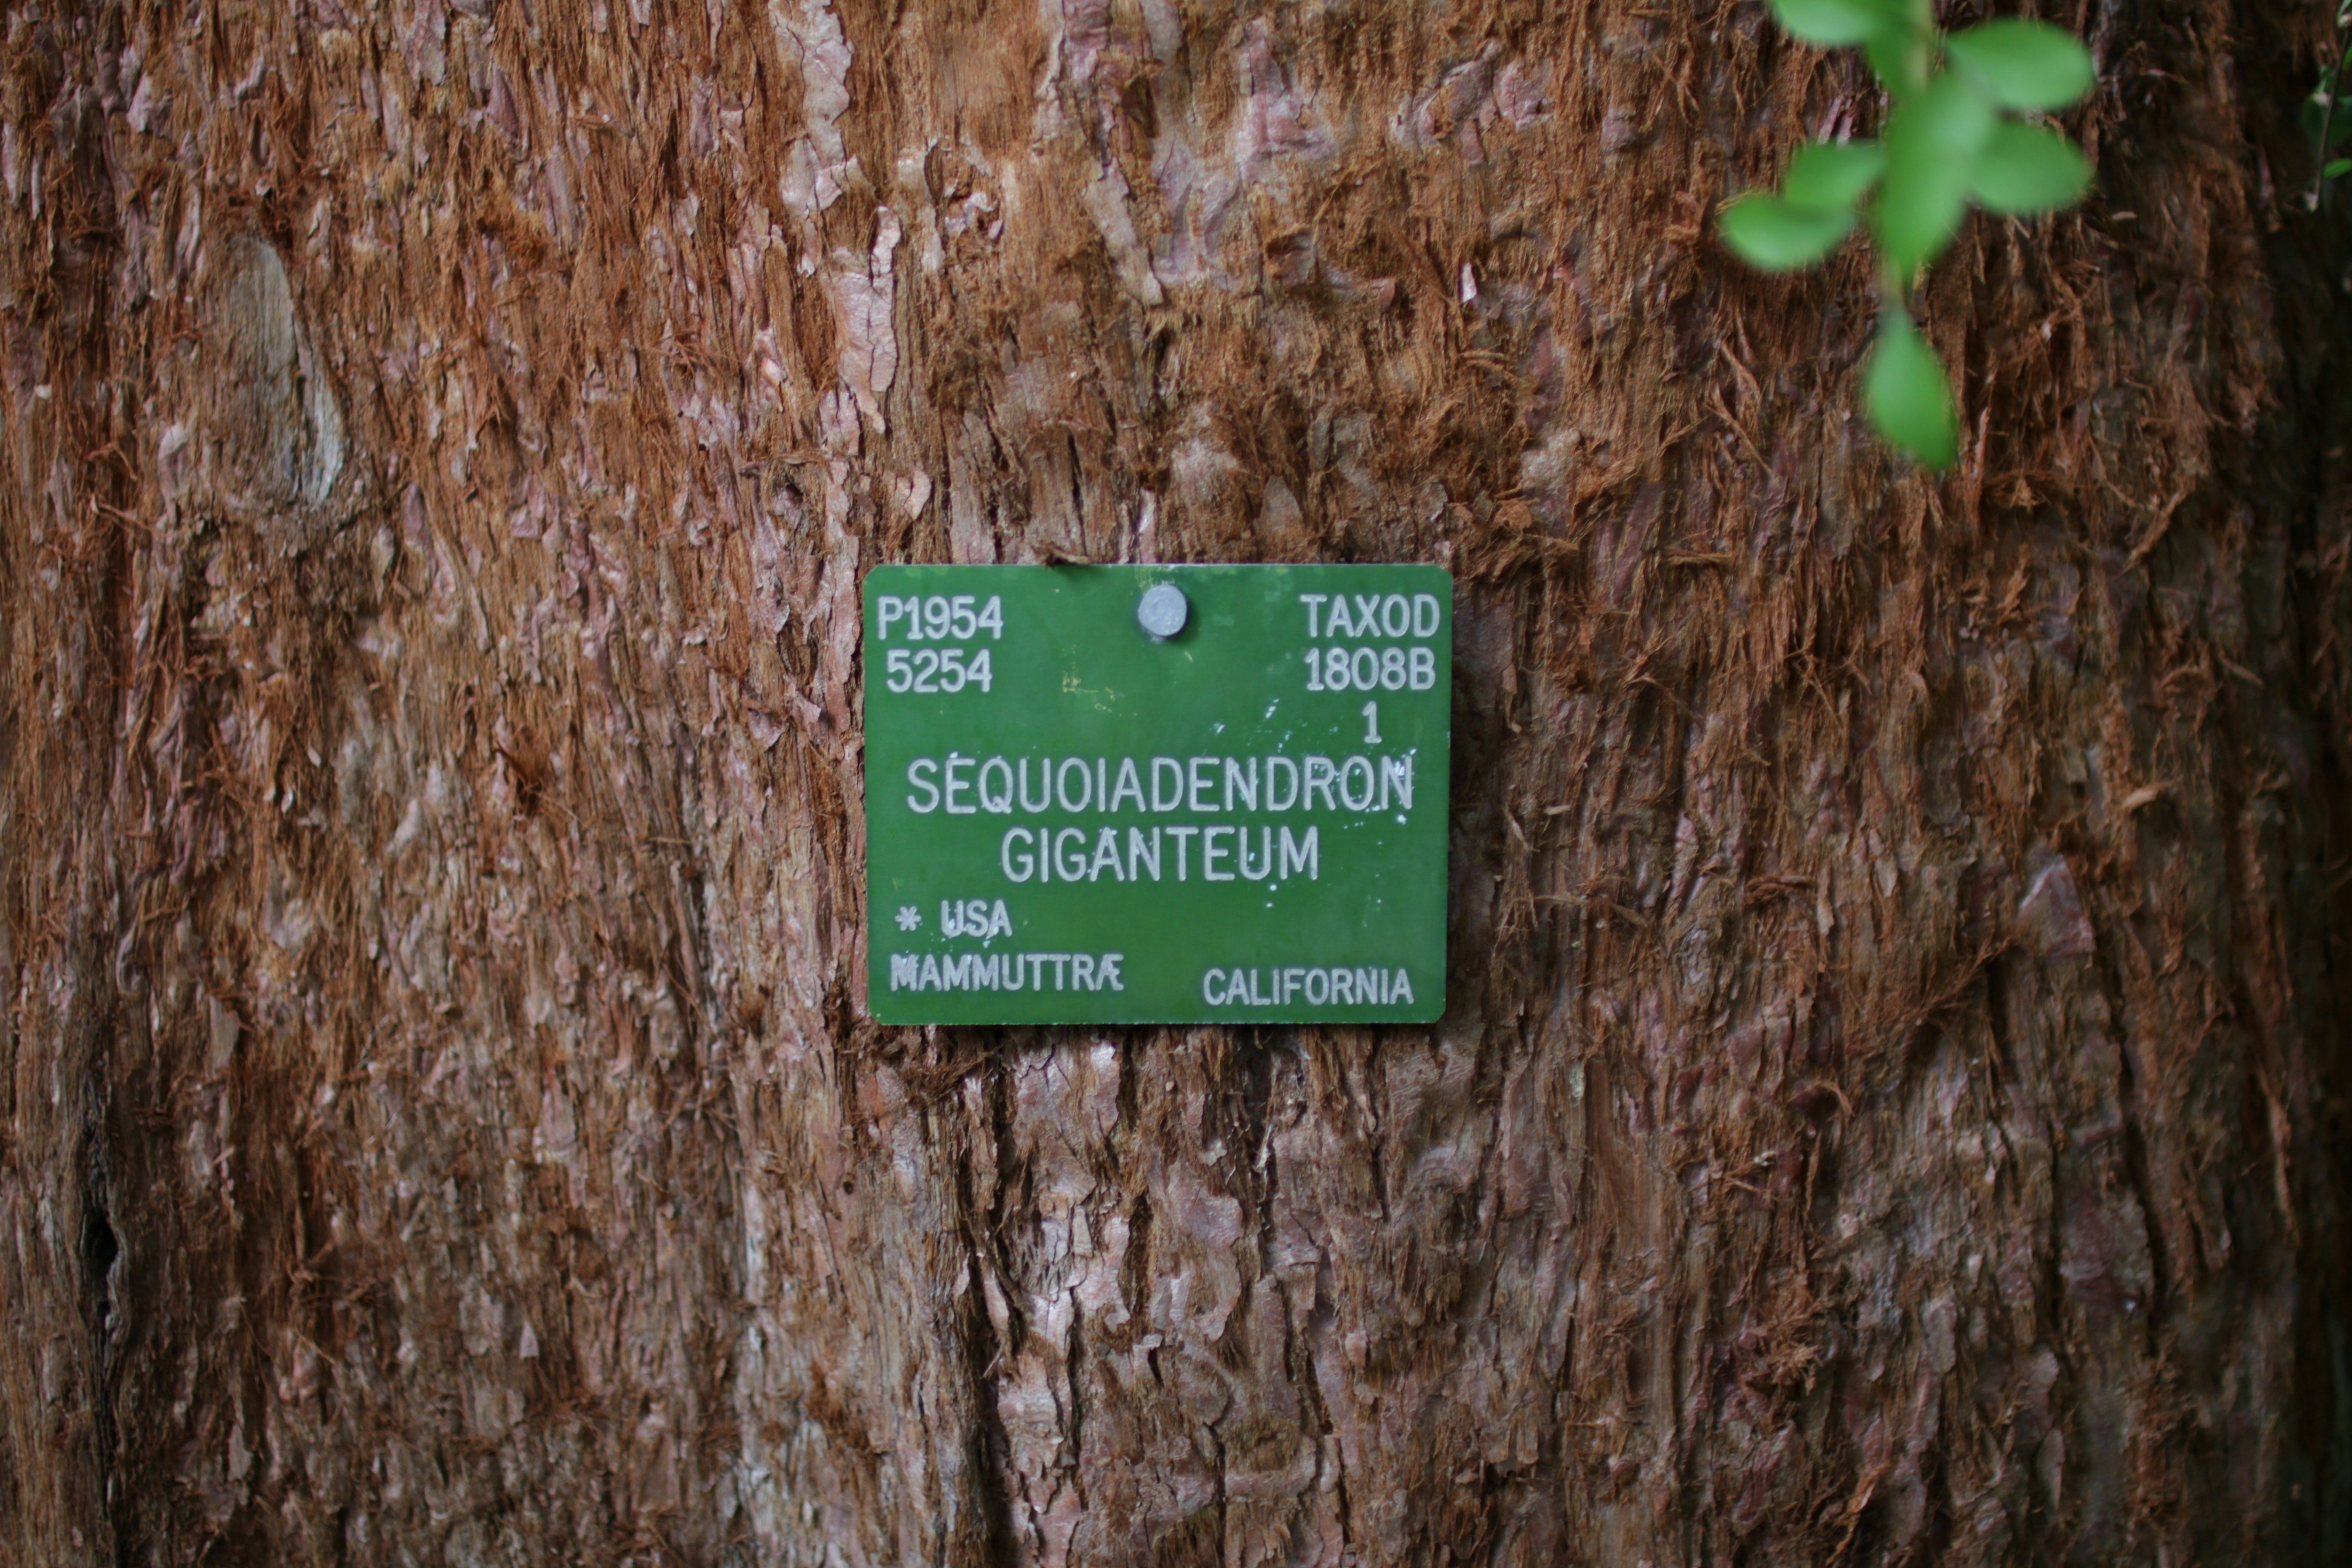 P1954 TAXOD
5254 1808B
1
SEQUOIADENDRON
GIGANTEUM
* USA
MAMMUTTRÆ CALIFORNIA